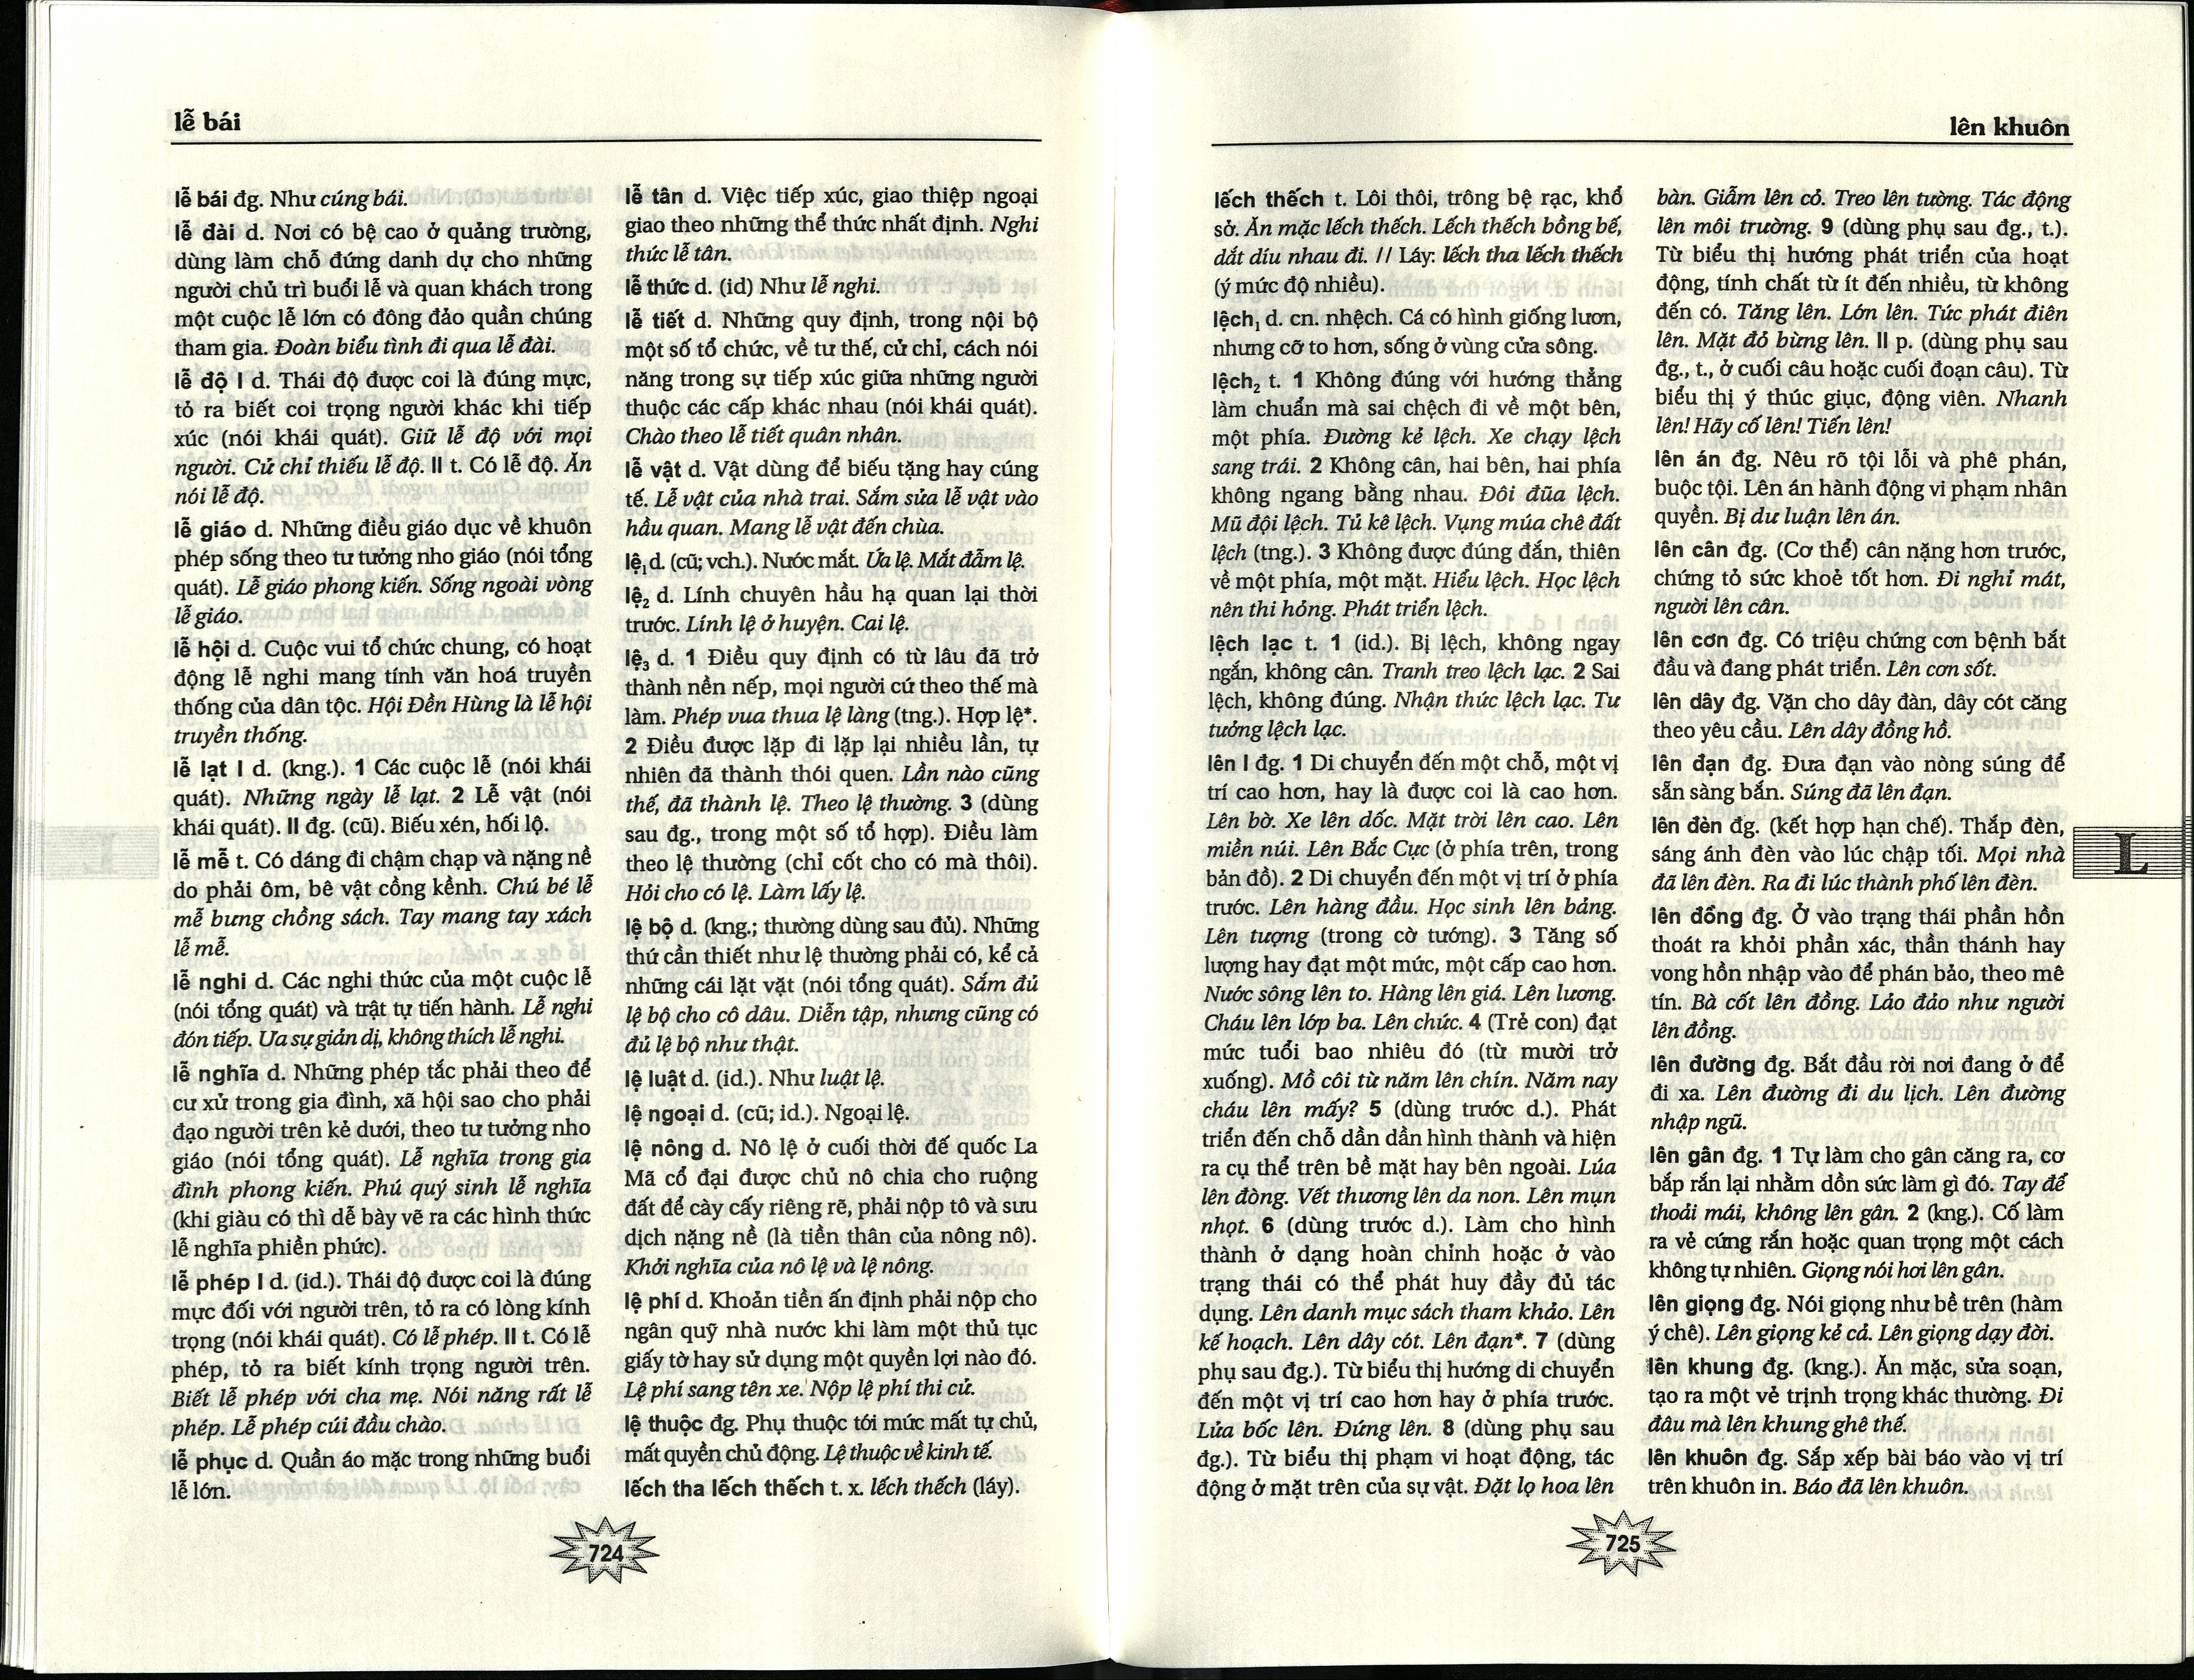 lễ bái
lễ bái đg. Như cúng bái.
lễ đài d. Nơi có bệ cao ở quảng trường,
dùng làm chỗ đứng danh dự cho những
người chủ trì buổi lễ và quan khách trong
một cuộc lễ lớn có đông đảo quần chúng
tham gia. Đoàn biểu tình đi qua lễ đài.
lễ độ I d. Thái độ được coi là đúng mực,
tỏ ra biết coi trọng người khác khi tiếp
xúc (nói khái quát). Giữ lễ độ với mọi
người. Cử chỉ thiếu lễ độ. II t. Có lễ độ. Ăn
nói lễ độ.
lễ giáo d. Những điều giáo dục về khuôn
phép sống theo tư tưởng nho giáo (nói tổng
quát). Lễ giáo phong kiến. Sống ngoài vòng
lễ giáo.
lễ hội d. Cuộc vui tổ chức chung, có hoạt
động lễ nghi mang tính văn hoá truyền
thống của dân tộc. Hội Đền Hùng là lễ hội
truyền thống.
lễ lạt I d. (kng.). 1 Các cuộc lễ (nói khái
quát). Những ngày lễ lạt. 2 Lễ vật (nói
khái quát). II đg. (cũ). Biếu xén, hối lộ.
lễ mễ t. Có dáng đi chậm chạp và nặng nề
do phải ôm, bê vật cồng kềnh. Chú bé lễ
mễ bưng chồng sách. Tay mang tay xách
lễ mễ.
lễ nghi d. Các nghi thức của một cuộc lễ
(nói tổng quát) và trật tự tiến hành. Lễ nghi
đón tiếp. Ưa sự giản dị, không thích lễ nghi.
lễ nghĩa d. Những phép tắc phải theo để
cư xử trong gia đình, xã hội sao cho phải
đạo người trên kẻ dưới, theo tư tưởng nho
giáo (nói tổng quát). Lễ nghĩa trong gia
đình phong kiến. Phú quý sinh lễ nghĩa
(khi giàu có thì dễ bày vẽ ra các hình thức
lễ nghĩa phiền phức).
lễ phép I d. (id.). Thái độ được coi là đúng
mực đối với người trên, tỏ ra có lòng kính
trọng (nói khái quát). Có lễ phép. II t. Có lễ
phép, tỏ ra biết kính trọng người trên.
Biết lễ phép với cha mẹ. Nói năng rất lễ
phép. Lễ phép cúi đầu chào.
lễ phục d. Quần áo mặc trong những buổi
lễ lớn.
lễ tân d. Việc tiếp xúc, giao thiệp ngoại
giao theo những thể thức nhất định. Nghi
thức lễ tân.
lễ thức d. (id) Như lễ nghi.
lễ tiết d. Những quy định, trong nội bộ
một số tổ chức, về tư thế, cử chỉ, cách nói
năng trong sự tiếp xúc giữa những người
thuộc các cấp khác nhau (nói khái quát).
Chào theo lễ tiết quân nhân.
lễ vật d. Vật dùng để biếu tặng hay cúng
tế. Lễ vật của nhà trai. Sắm sửa lễ vật vào
hầu quan. Mang lễ vật đến chùa.
lệ₁ d. (cũ; vch.). Nước mắt. Ứa lệ. Mắt đẫm lệ.
lệ₂ d. Lính chuyên hầu hạ quan lại thời
trước. Lính lệ ở huyện. Cai lệ.
lệ₃ d. 1 Điều quy định có từ lâu đã trở
thành nền nếp, mọi người cứ theo thế mà
làm. Phép vua thua lệ làng (tng.). Hợp lệ*.
2 Điều được lặp đi lặp lại nhiều lần, tự
nhiên đã thành thói quen. Lần nào cũng
thế, đã thành lệ. Theo lệ thường. 3 (dùng
sau đg., trong một số tổ hợp). Điều làm
theo lệ thường (chỉ cốt cho có mà thôi).
Hỏi cho có lệ. Làm lấy lệ.
lệ bộ d. (kng.; thường dùng sau đủ). Những
thứ cần thiết như lệ thường phải có, kể cả
những cái lặt vặt (nói tổng quát). Sắm đủ
lệ bộ cho cô dâu. Diễn tập, nhưng cũng có
đủ lệ bộ như thật.
lệ luật d. (id.). Như luật lệ.
lệ ngoại d. (cũ; id.). Ngoại lệ.
lệ nông d. Nô lệ ở cuối thời đế quốc La
Mã cổ đại được chủ nô chia cho ruộng
đất để cày cấy riêng rẽ, phải nộp tô và sưu
dịch nặng nề (là tiền thân của nông nô).
Khởi nghĩa của nô lệ và lệ nông.
lệ phí d. Khoản tiền ấn định phải nộp cho
ngân quỹ nhà nước khi làm một thủ tục
giấy tờ hay sử dụng một quyền lợi nào đó.
Lệ phí sang tên xe. Nộp lệ phí thi cử.
lệ thuộc đg. Phụ thuộc tới mức mất tự chủ,
mất quyền chủ động. Lệ thuộc về kinh tế.
lếch tha lếch thếch t. x. lếch thếch (láy).
724
lên khuôn
lếch thếch t. Lôi thôi, trông bệ rạc, khổ
sở. Ăn mặc lếch thếch. Lếch thếch bồng bế,
dắt díu nhau đi. // Láy: lếch tha lếch thếch
(ý mức độ nhiều).
lệch₁ d. cn. nhệch. Cá có hình giống lươn,
nhưng cỡ to hơn, sống ở vùng cửa sông.
lệch₂ t. 1 Không đúng với hướng thẳng
làm chuẩn mà sai chệch đi về một bên,
một phía. Đường kẻ lệch. Xe chạy lệch
sang trái. 2 Không cân, hai bên, hai phía
không ngang bằng nhau. Đôi đũa lệch.
Mũ đội lệch. Tủ kê lệch. Vụng múa chê đất
lệch (tng.). 3 Không được đúng đắn, thiên
về một phía, một mặt. Hiểu lệch. Học lệch
nên thi hỏng. Phát triển lệch.
lệch lạc t. 1 (id.). Bị lệch, không ngay
ngắn, không cân. Tranh treo lệch lạc. 2 Sai
lệch, không đúng. Nhận thức lệch lạc. Tư
tưởng lệch lạc.
lên I đg. 1 Di chuyển đến một chỗ, một vị
trí cao hơn, hay là được coi là cao hơn.
Lên bờ. Xe lên dốc. Mặt trời lên cao. Lên
miền núi. Lên Bắc Cực (ở phía trên, trong
bản đồ). 2 Di chuyển đến một vị trí ở phía
trước. Lên hàng đầu. Học sinh lên bảng.
Lên tượng (trong cờ tướng). 3 Tăng số
lượng hay đạt một mức, một cấp cao hơn.
Nước sông lên to. Hàng lên giá. Lên lương.
Cháu lên lớp ba. Lên chức. 4 (Trẻ con) đạt
mức tuổi bao nhiêu đó (từ mười trở
xuống). Mồ côi từ năm lên chín. Năm nay
cháu lên mấy? 5 (dùng trước d.). Phát
triển đến chỗ dần dần hình thành và hiện
ra cụ thể trên bề mặt hay bên ngoài. Lúa
lên đòng. Vết thương lên da non. Lên mụn
nhọt. 6 (dùng trước d.). Làm cho hình
thành ở dạng hoàn chỉnh hoặc ở vào
trạng thái có thể phát huy đầy đủ tác
dụng. Lên danh mục sách tham khảo. Lên
kế hoạch. Lên dây cót. Lên đạn*. 7 (dùng
phụ sau đg.). Từ biểu thị hướng di chuyển
đến một vị trí cao hơn hay ở phía trước.
Lửa bốc lên. Đứng lên. 8 (dùng phụ sau
đg.). Từ biểu thị phạm vi hoạt động, tác
động ở mặt trên của sự vật. Đặt lọ hoa lên
bàn. Giẫm lên cỏ. Treo lên tường. Tác động
lên môi trường. 9 (dùng phụ sau đg., t.).
Từ biểu thị hướng phát triển của hoạt
động, tính chất từ ít đến nhiều, từ không
đến có. Tăng lên. Lớn lên. Tức phát điên
lên. Mặt đỏ bừng lên. II p. (dùng phụ sau
đg., t., ở cuối câu hoặc cuối đoạn câu). Từ
biểu thị ý thúc giục, động viên. Nhanh
lên! Hãy cố lên! Tiến lên!
lên án đg. Nêu rõ tội lỗi và phê phán,
buộc tội. Lên án hành động vi phạm nhân
quyền. Bị dư luận lên án.
lên cân đg. (Cơ thể) cân nặng hơn trước,
chứng tỏ sức khoẻ tốt hơn. Đi nghỉ mát,
người lên cân.
lên cơn đg. Có triệu chứng cơn bệnh bắt
đầu và đang phát triển. Lên cơn sốt.
lên dây đg. Vặn cho dây đàn, dây cót căng
theo yêu cầu. Lên dây đồng hồ.
lên đạn đg. Đưa đạn vào nòng súng để
sẵn sàng bắn. Súng đã lên đạn.
lên đèn đg. (kết hợp hạn chế). Thắp đèn,
sáng ánh đèn vào lúc chập tối. Mọi nhà
đã lên đèn. Ra đi lúc thành phố lên đèn.
lên đồng đg. Ở vào trạng thái phần hồn
thoát ra khỏi phần xác, thần thánh hay
vong hồn nhập vào để phán bảo, theo mê
tín. Bà cốt lên đồng. Lảo đảo như người
lên đồng.
lên đường đg. Bắt đầu rời nơi đang ở để
đi xa. Lên đường đi du lịch. Lên đường
nhập ngũ.
lên gân đg. 1 Tự làm cho gân căng ra, cơ
bắp rắn lại nhằm dồn sức làm gì đó. Tay để
thoải mái, không lên gân. 2 (kng.). Cố làm
ra vẻ cứng rắn hoặc quan trọng một cách
không tự nhiên. Giọng nói hơi lên gân.
lên giọng đg. Nói giọng như bề trên (hàm
ý chê). Lên giọng kẻ cả. Lên giọng dạy đời.
lên khung đg. (kng.). Ăn mặc, sửa soạn,
tạo ra một vẻ trịnh trọng khác thường. Đi
đâu mà lên khung ghê thế.
lên khuôn đg. Sắp xếp bài báo vào vị trí
trên khuôn in. Báo đã lên khuôn.
L
725